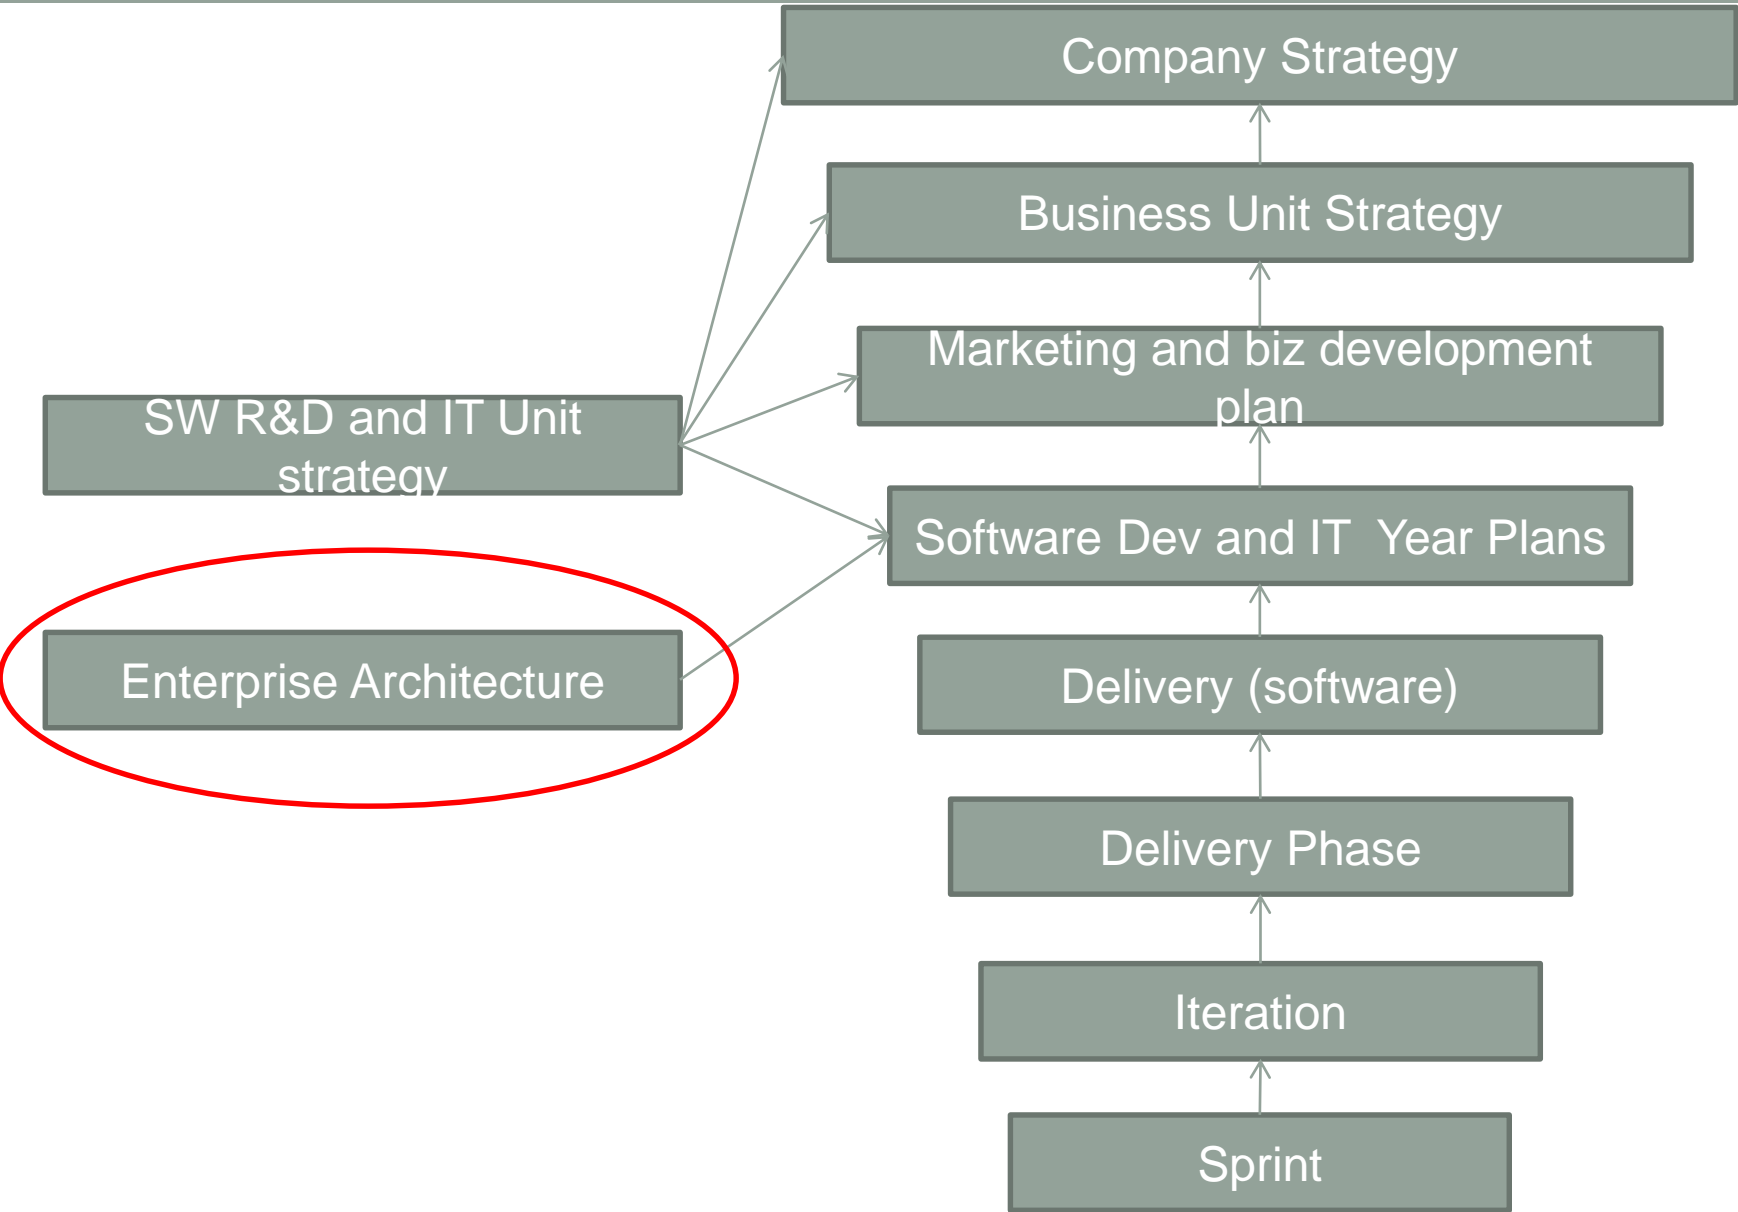 Company Strategy
Business Unit Strategy
Marketing and biz development
plan
SW R&D and IT Unit
strategy
Software Dev and IT  Year Plans
Enterprise Architecture
Delivery (software)
Delivery Phase
Iteration
Sprint